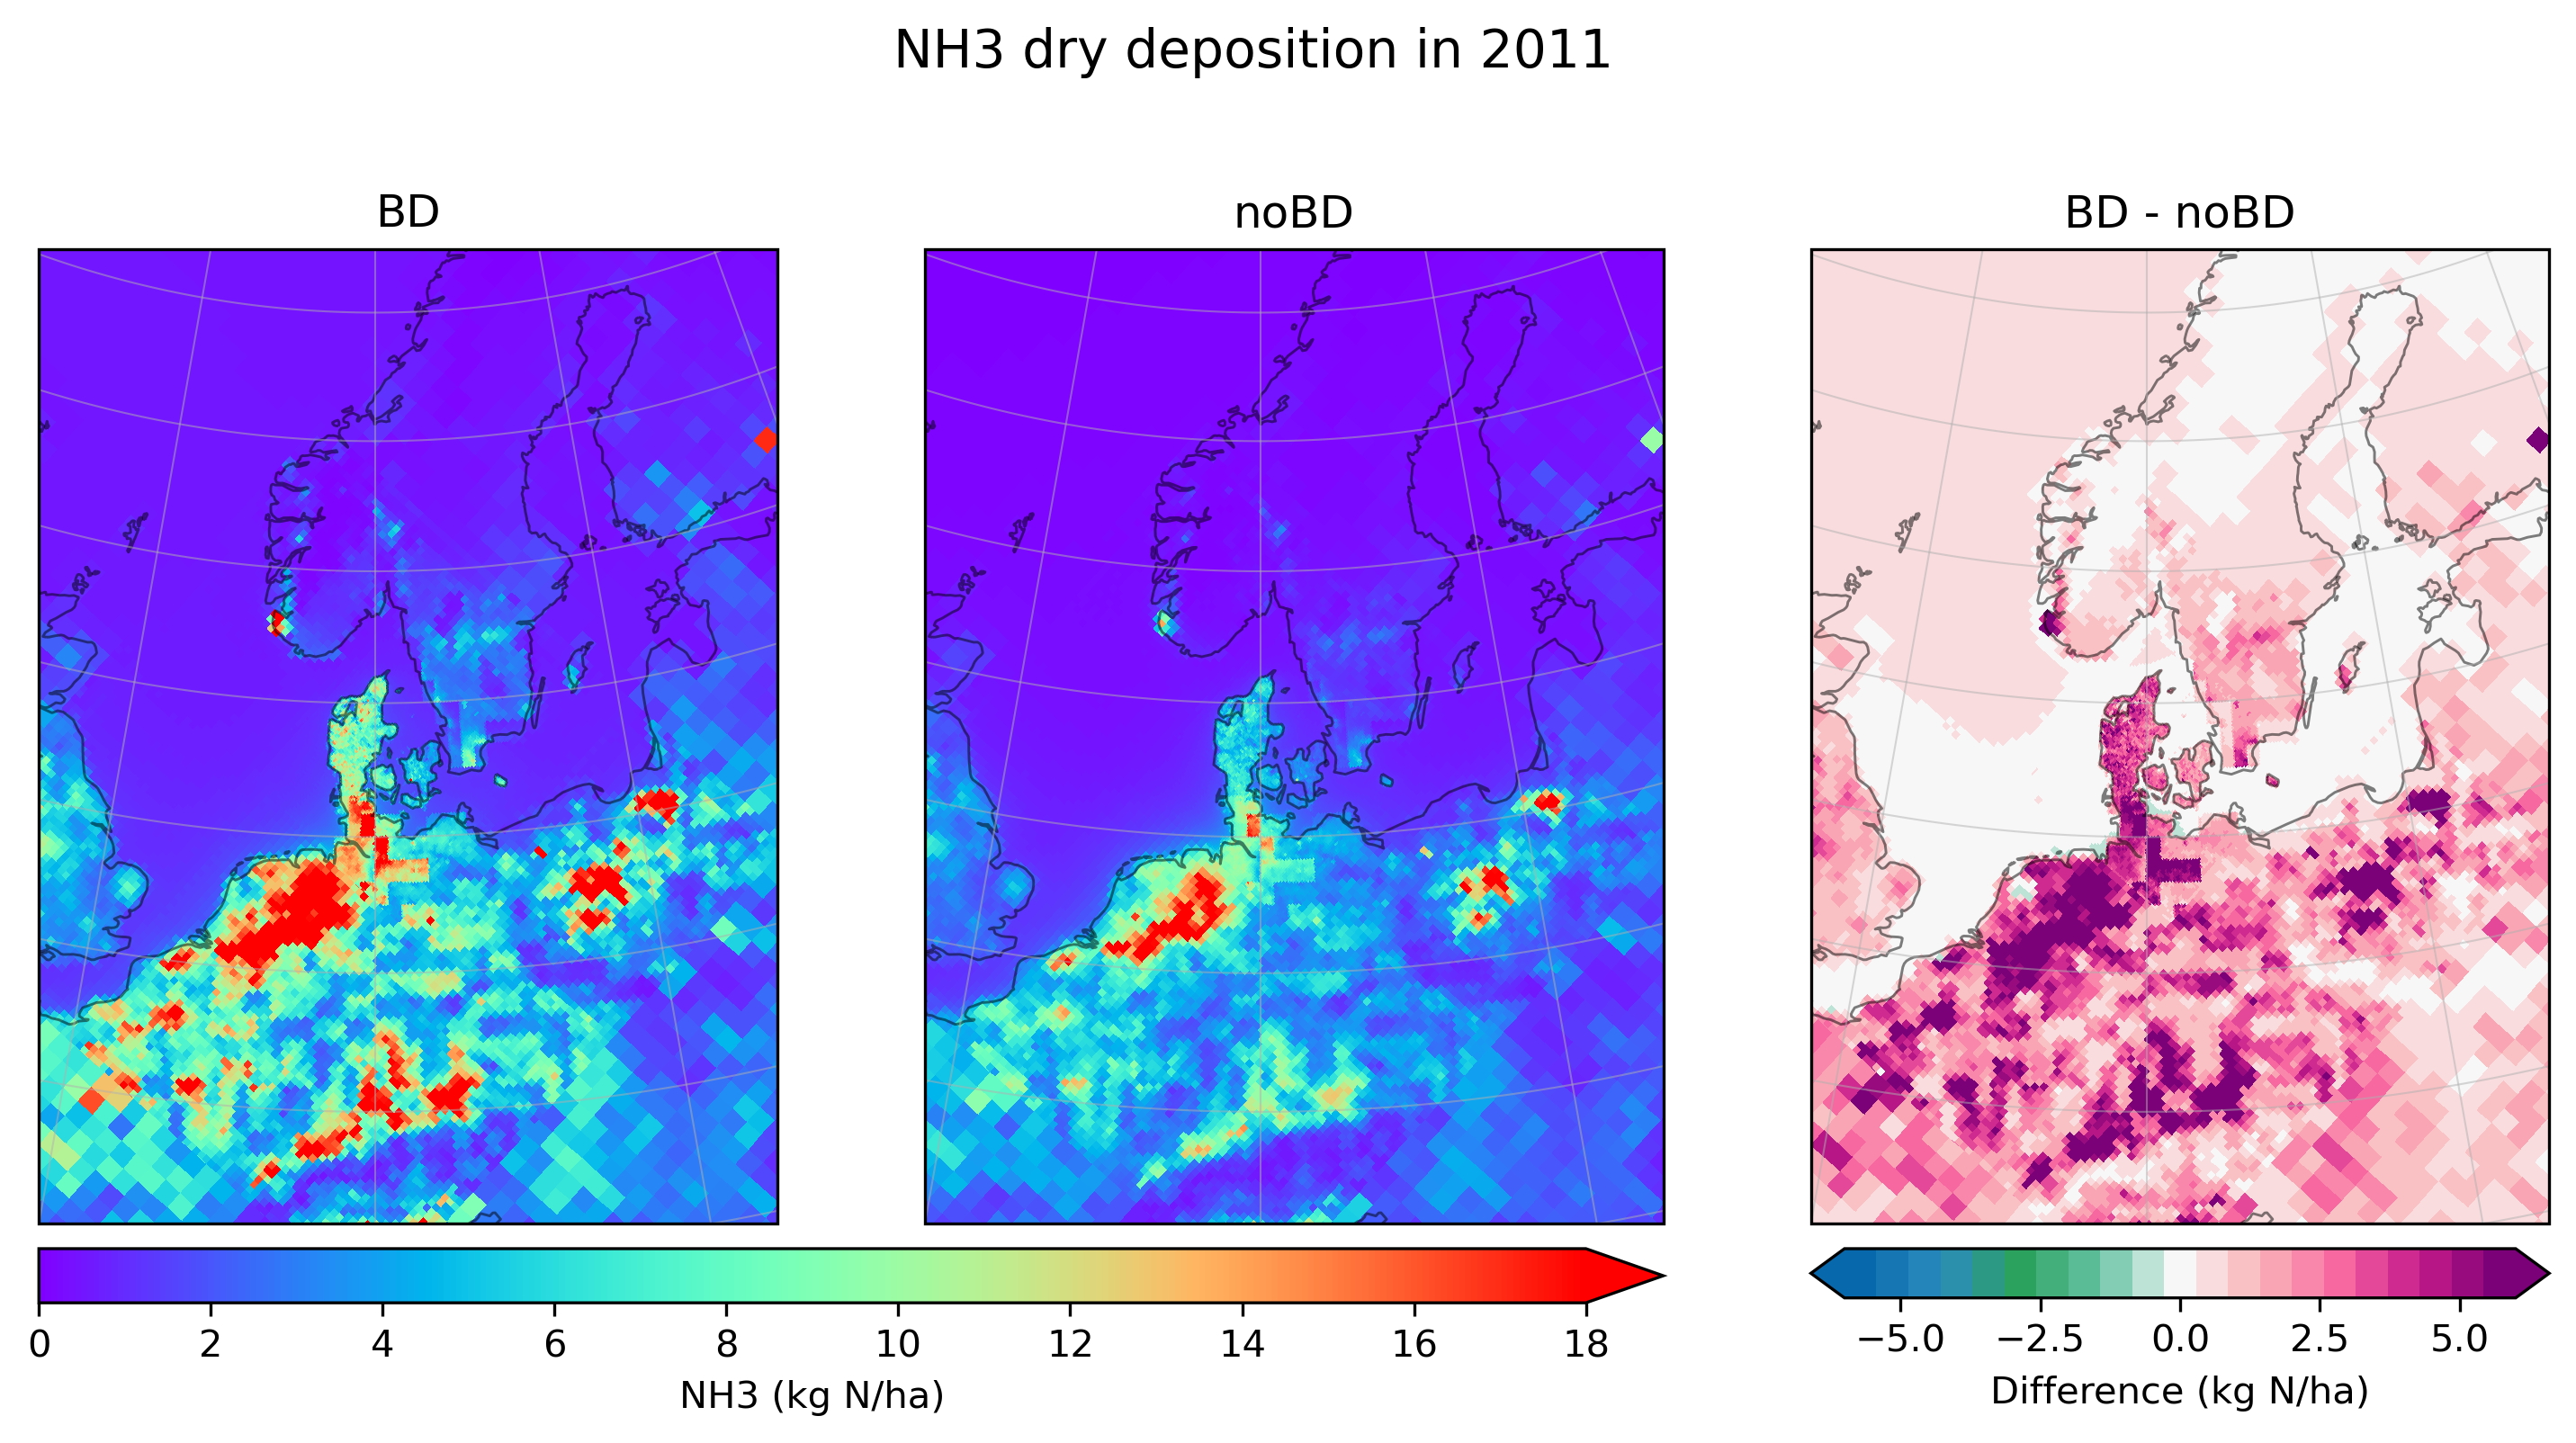 NH3 dry deposition in 2011
BD
noBD
BD - noBD
0 2 4 6 8 10 12 14 16 18
NH3 (kg N/ha)
−5.0 −2.5 0.0 2.5 5.0
Difference (kg N/ha)